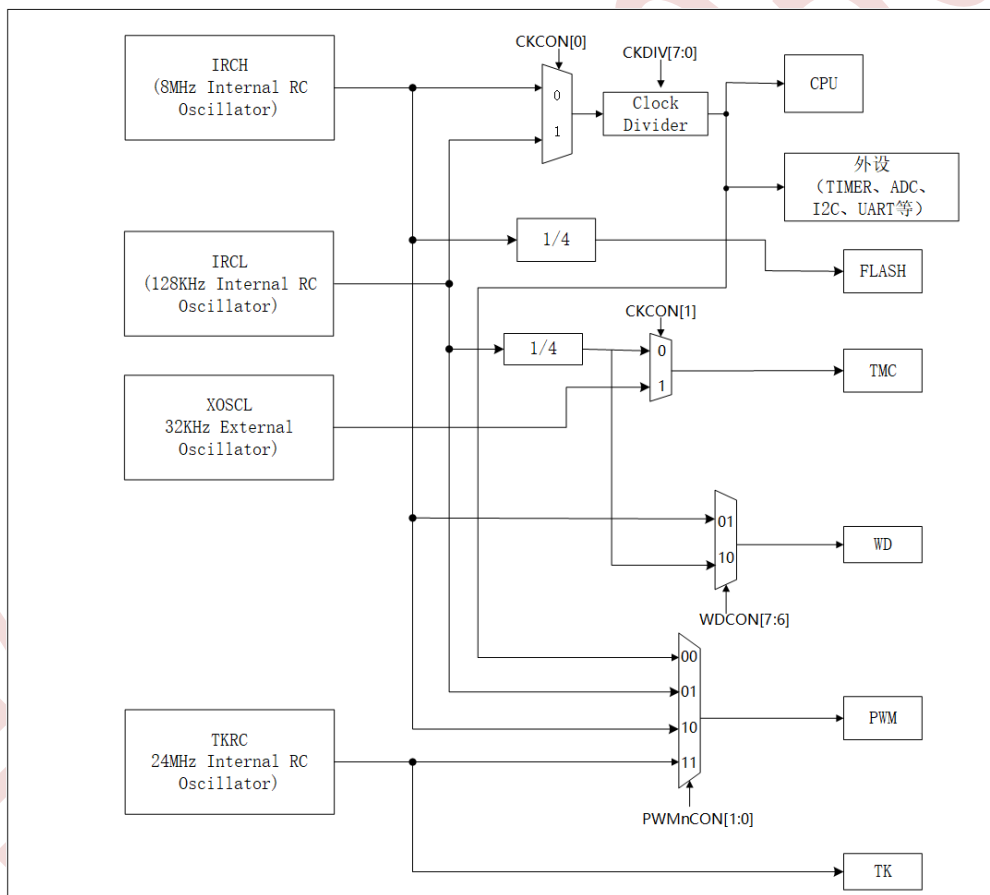 IRCH
(8MHz Internal RC
Oscillator)
CKCON[0]
0
1
CKDIV[7:0]
Clock
Divider
CPU
外设
（TIMER、ADC、
I2C、UART等）
1/4
FLASH
IRCL
(128KHz Internal RC
Oscillator)
CKCON[1]
1/4
0
1
TMC
XOSCL
32KHz External
Oscillator)
01
10
WD
WDCON[7:6]
00
01
10
11
PWM
PWMnCON[1:0]
TKRC
24MHz Internal RC
Oscillator)
TK